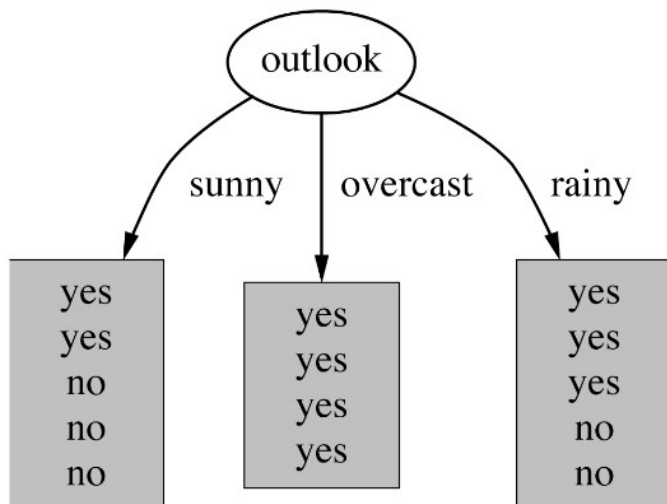 outlook
sunny
overcast
rainy
yes
yes
no
no
no
yes
yes
yes
yes
yes
yes
yes
no
no